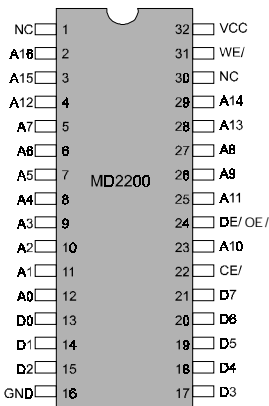 NC 1 32 VCC
A16 2 31 WE/
A15 3 30 NC
A12 4 29 A14
A7 5 28 A13
A6 6 27 A8
A5 7 26 A9
MD2200
A4 8 25 A11
A3 9 24 DE/ OE/
A2 10 23 A10
A1 11 22 CE/
A0 12 21 D7
D0 13 20 D6
D1 14 19 D5
D2 15 18 D4
GND 16 17 D3